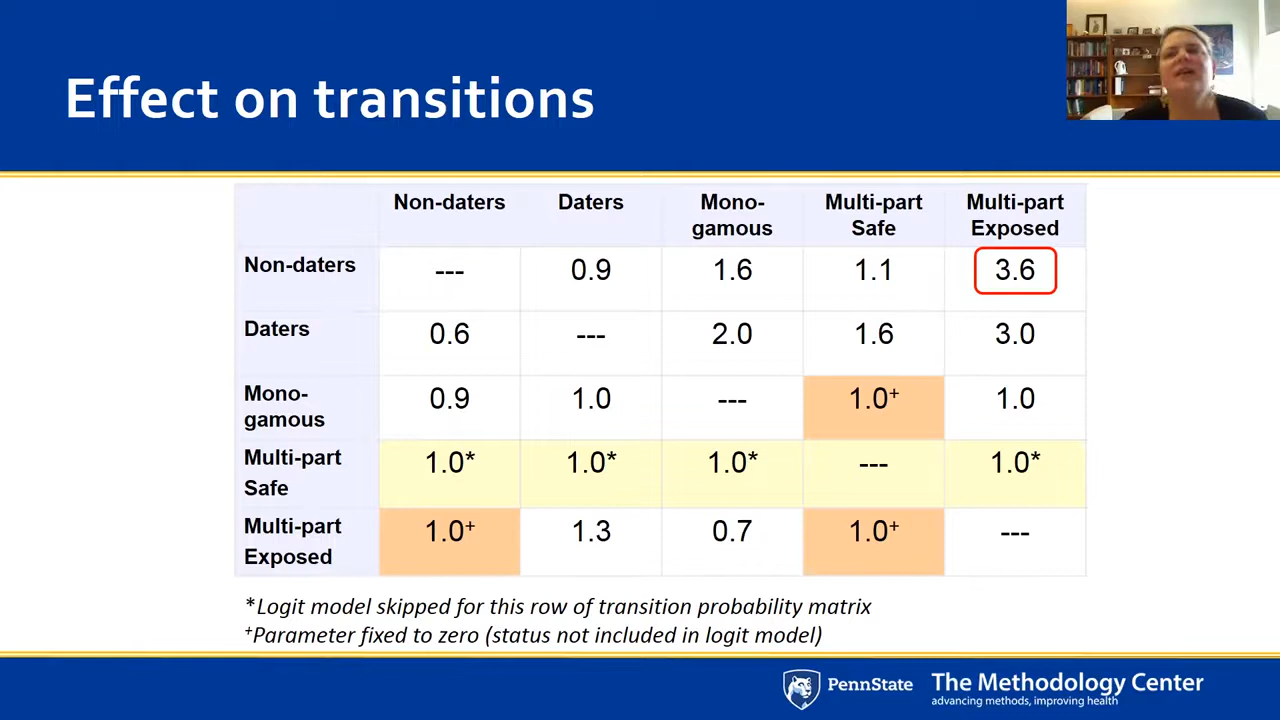 Effect on transitions
Non-daters Daters Mono- Multi-part Multi-part
gamous Safe Exposed
Non-daters --- 0.9 1.6 1.1 3.6
Daters 0.6 --- 2.0 1.6 3.0
Mono-
gamous 0.9 1.0 --- 1.0+ 1.0
Multi-part
Safe 1.0* 1.0* 1.0* --- 1.0*
Multi-part
Exposed 1.0+ 1.3 0.7 1.0+ ---
*Logit model skipped for this row of transition probability matrix
+Parameter fixed to zero (status not included in logit model)
PennState The Methodology Center
advancing methods, improving health